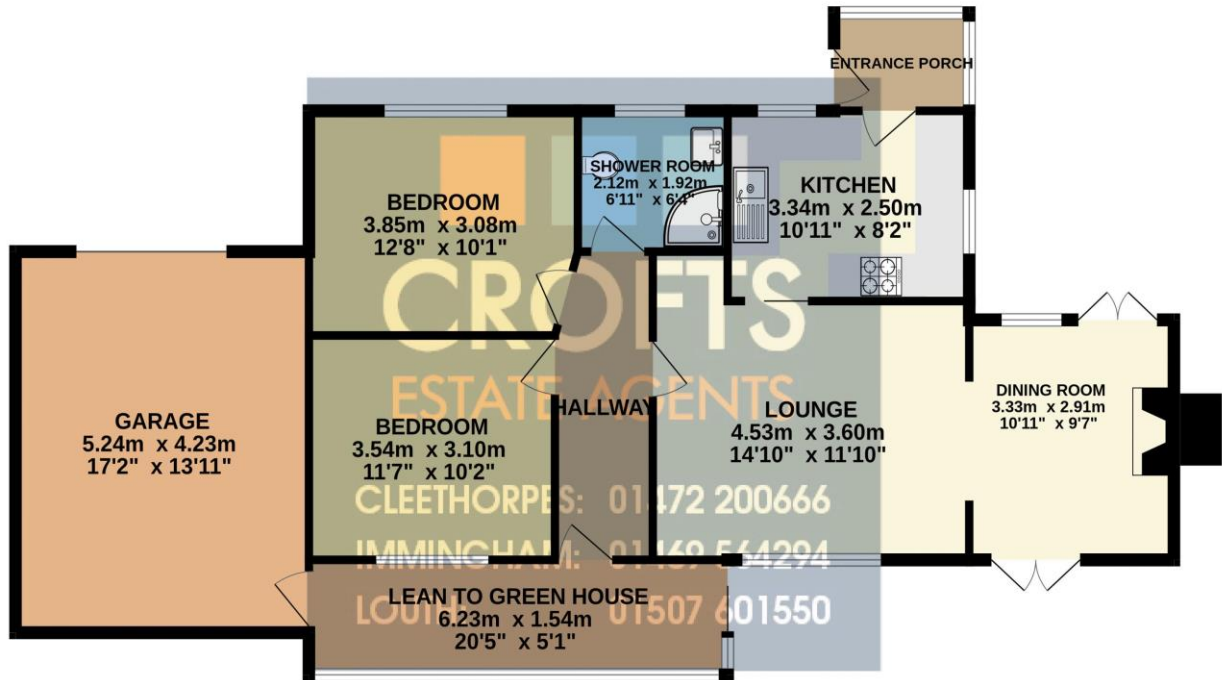 ENTRANCE PORCH
BEDROOM
3.85m x 3.08m
12'8" x 10'1"
SHOWER ROOM
2.12m x 1.92m
6'11" x 6'4"
KITCHEN
3.34m x 2.50m
10'11" x 8'2"
CROFTS
ESTATE AGENTS
GARAGE
5.24m x 4.23m
17'2" x 13'11"
BEDROOM
3.54m x 3.10m
11'7" x 10'2"
HALLWAY
LOUNGE
4.53m x 3.60m
14'10" x 11'10"
DINING ROOM
3.33m x 2.91m
10'11" x 9'7"
CLEETHORPES: 01472 200666
IMMINGHAM: 01469 564294
LOUTH: 01507 601550
LEAN TO GREEN HOUSE
6.23m x 1.54m
20'5" x 5'1"